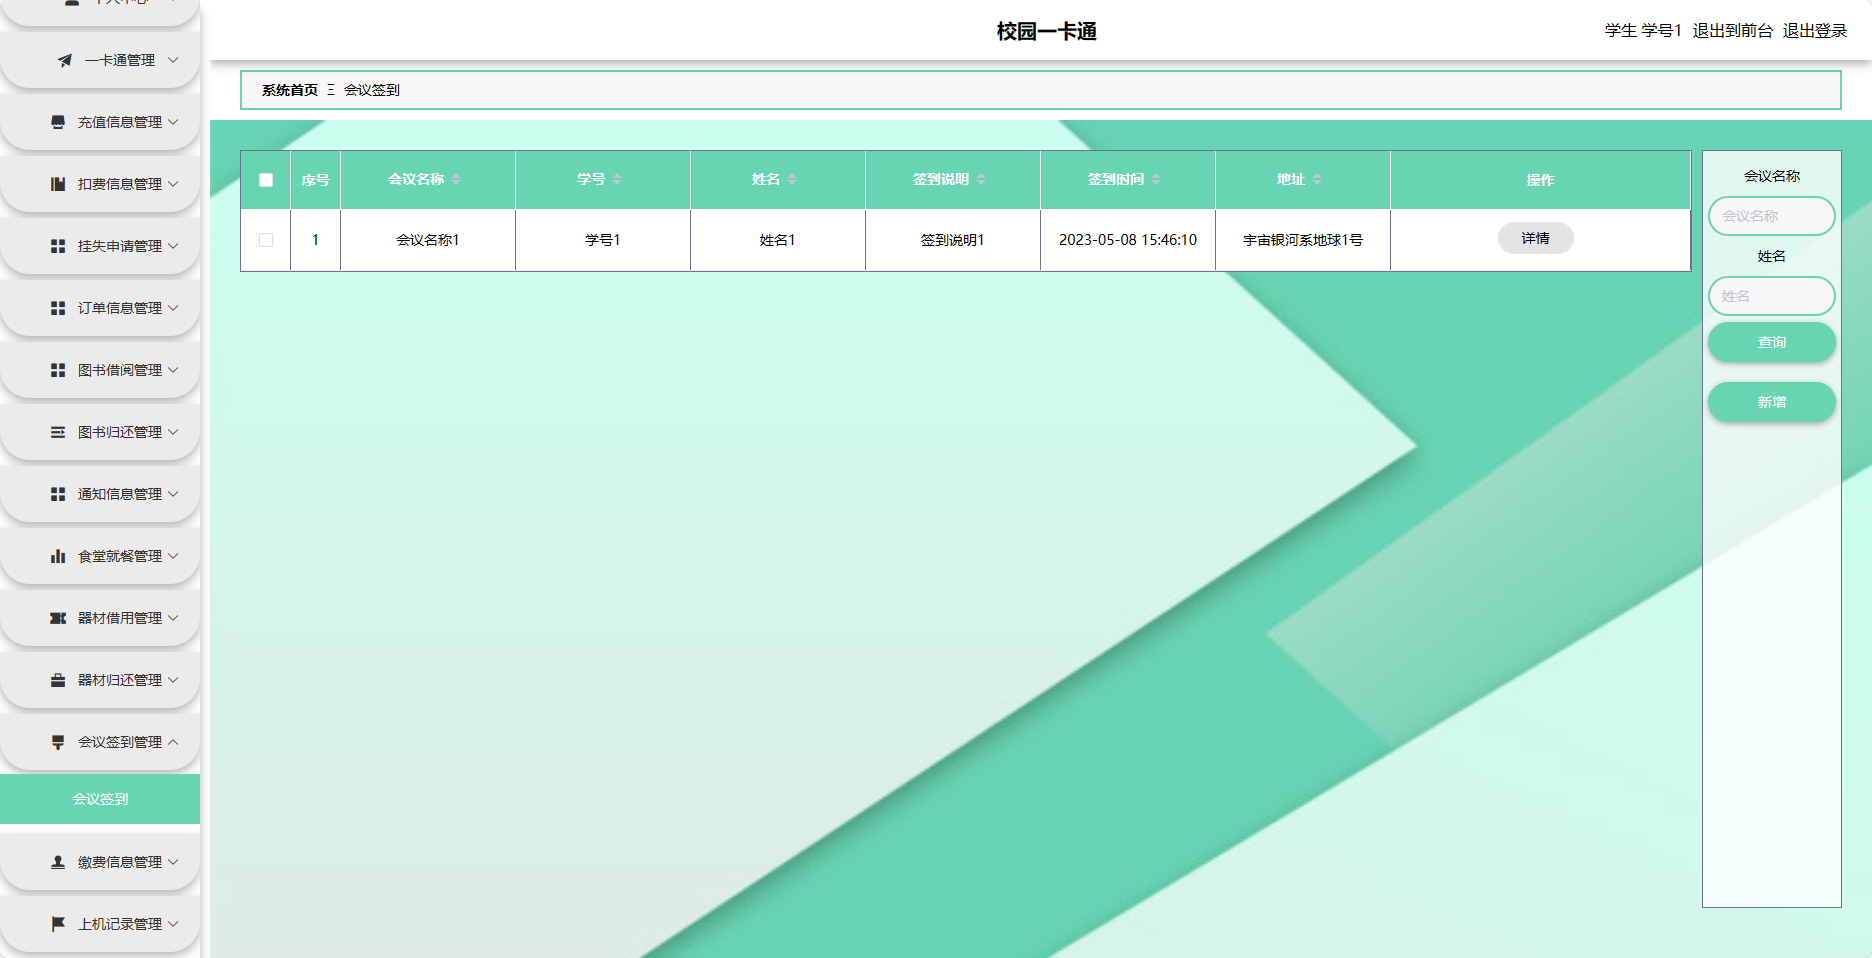 个人中心
一卡通管理
充值信息管理
扣费信息管理
挂失申请管理
订单信息管理
图书借阅管理
图书归还管理
通知信息管理
食堂就餐管理
器材借用管理
器材归还管理
会议签到管理
会议签到
缴费信息管理
上机记录管理
校园一卡通
学生 学号1 退出到前台 退出登录
系统首页 Ξ 会议签到
序号 会议名称 学号 姓名 签到说明 签到时间 地址 操作
1 会议名称1 学号1 姓名1 签到说明1 2023-05-08 15:46:10 宇宙银河系地球1号 详情
会议名称
会议名称
姓名
姓名
查询
新增